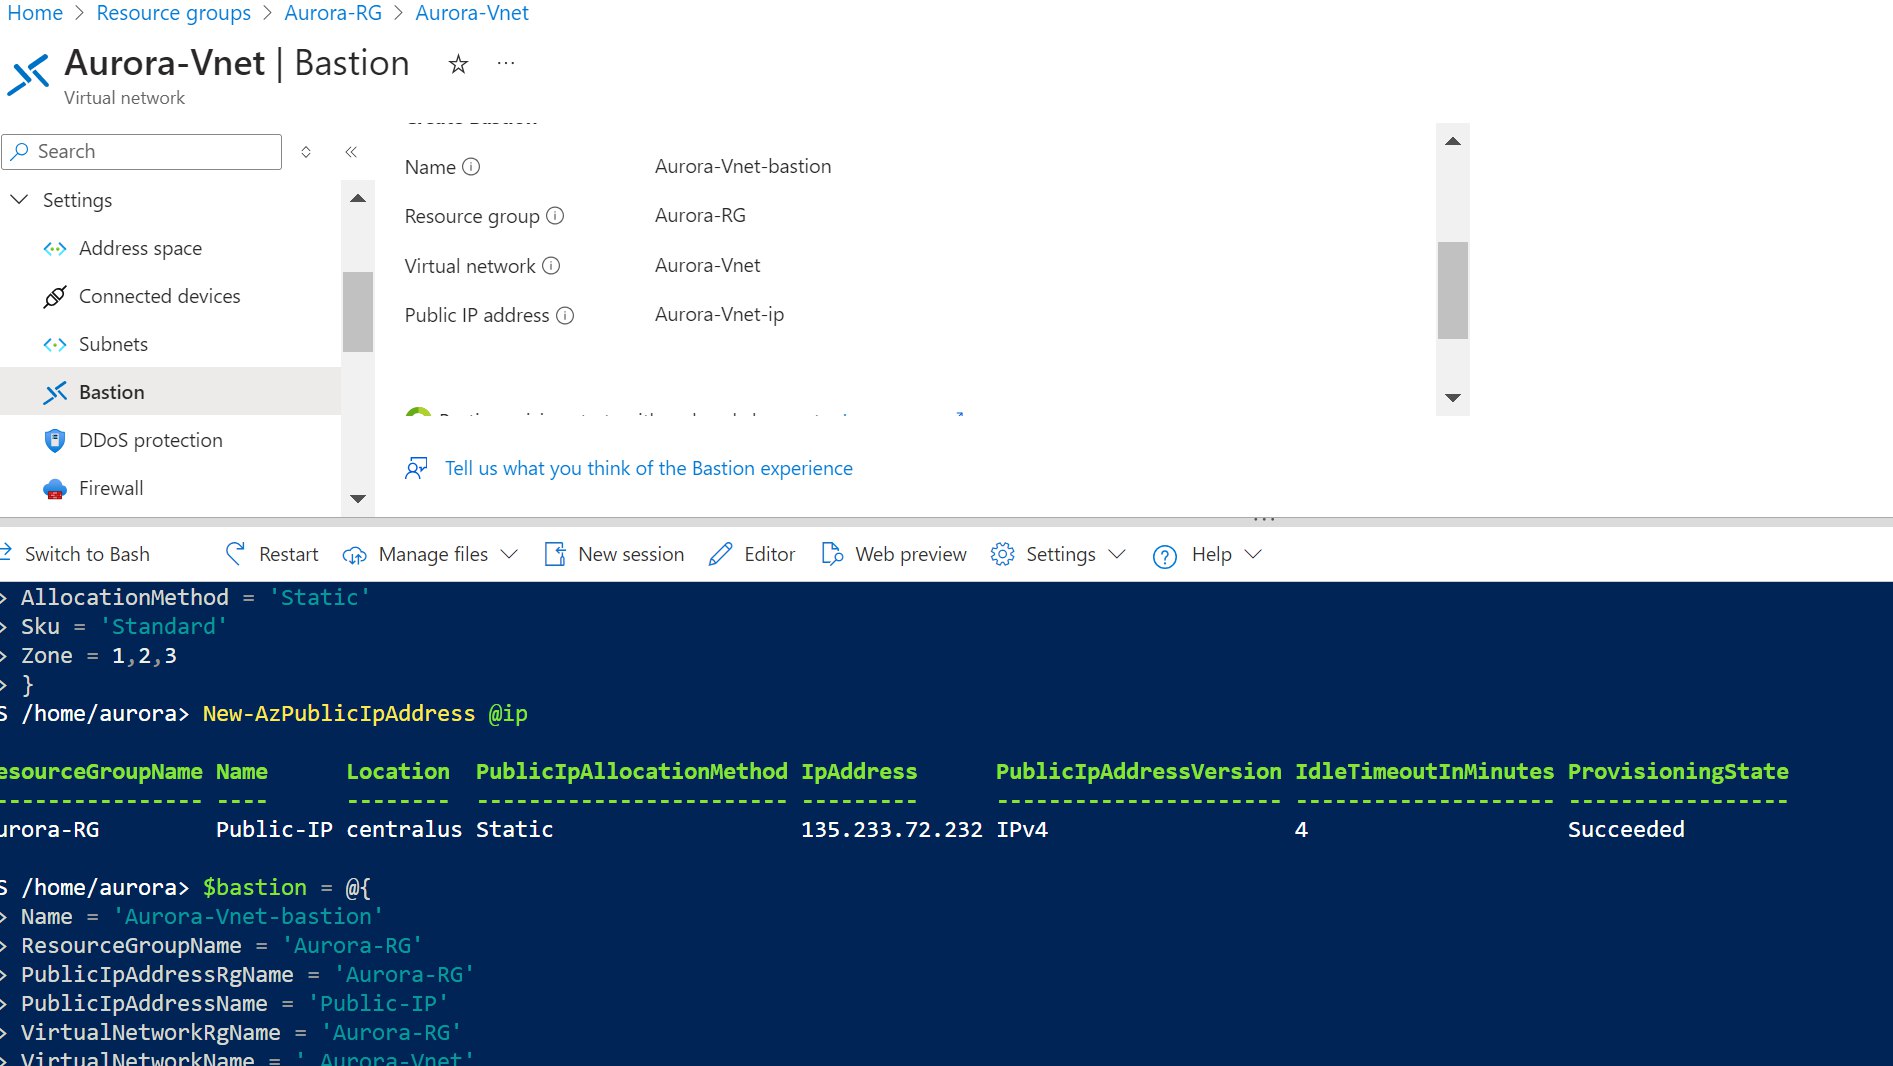 Home > Resource groups > Aurora-RG > Aurora-Vnet
Aurora-Vnet | Bastion ☆ ...
Virtual network
Search
Settings
Address space
Connected devices
Subnets
Bastion
DDoS protection
Firewall
Name
Aurora-Vnet-bastion
Resource group
Aurora-RG
Virtual network
Aurora-Vnet
Public IP address
Aurora-Vnet-ip
Tell us what you think of the Bastion experience
Switch to Bash Restart Manage files New session Editor Web preview Settings Help
> AllocationMethod = 'Static'
> Sku = 'Standard'
> Zone = 1,2,3
> }
S /home/aurora> New-AzPublicIpAddress @ip
esourceGroupName Name Location PublicIpAllocationMethod IpAddress PublicIpAddressVersion IdleTimeoutInMinutes ProvisioningState
---------------- ---- -------- ------------------------ --------- ---------------------- -------------------- -----------------
urora-RG Public-IP centralus Static 135.233.72.232 IPv4 4 Succeeded
S /home/aurora> $bastion = @{
> Name = 'Aurora-Vnet-bastion'
> ResourceGroupName = 'Aurora-RG'
> PublicIpAddressRgName = 'Aurora-RG'
> PublicIpAddressName = 'Public-IP'
> VirtualNetworkRgName = 'Aurora-RG'
> VirtualNetworkName = ' Aurora-Vnet'